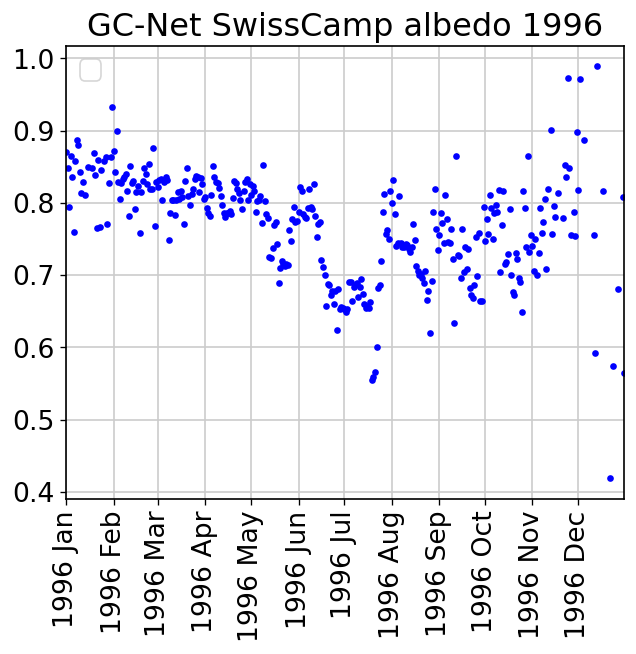 GC-Net SwissCamp albedo 1996
1.0
0.9
0.8
0.7
0.6
0.5
0.4
1996 Jan
1996 Feb
1996 Mar
1996 Apr
1996 May
1996 Jun
1996 Jul
1996 Aug
1996 Sep
1996 Oct
1996 Nov
1996 Dec